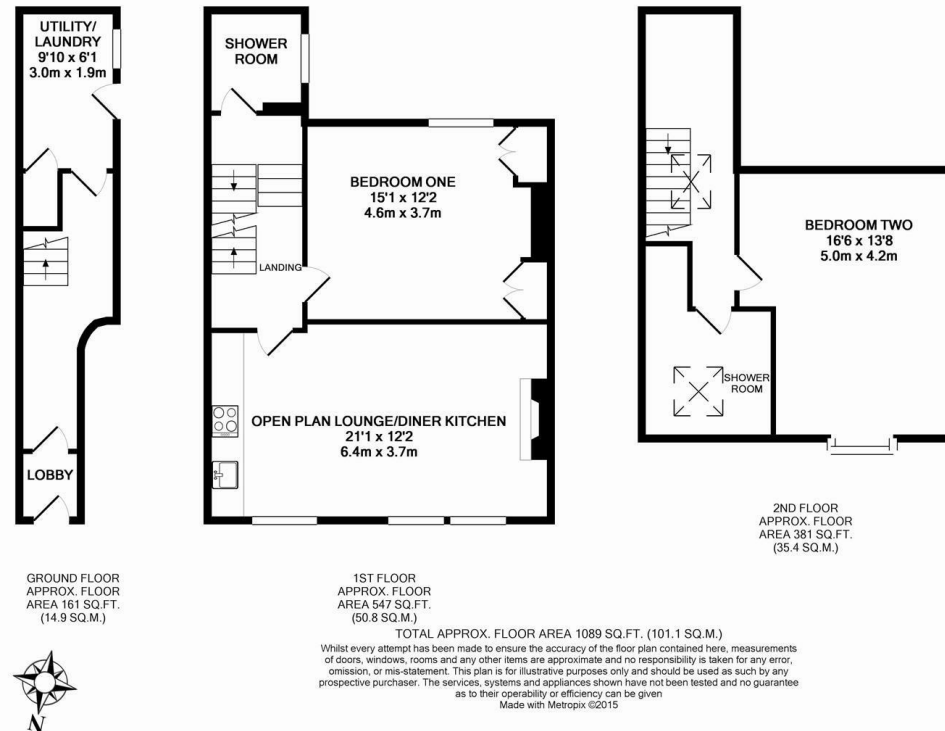 UTILITY/
LAUNDRY
9'10 x 6'1
3.0m x 1.9m
LOBBY
GROUND FLOOR
APPROX. FLOOR
AREA 161 SQ.FT.
(14.9 SQ.M.)
SHOWER
ROOM
BEDROOM ONE
15'1 x 12'2
4.6m x 3.7m
LANDING
OPEN PLAN LOUNGE/DINER KITCHEN
21'1 x 12'2
6.4m x 3.7m
1ST FLOOR
APPROX. FLOOR
AREA 547 SQ.FT.
(50.8 SQ.M.)
BEDROOM TWO
16'6 x 13'8
5.0m x 4.2m
SHOWER
ROOM
2ND FLOOR
APPROX. FLOOR
AREA 381 SQ.FT.
(35.4 SQ.M.)
TOTAL APPROX. FLOOR AREA 1089 SQ.FT. (101.1 SQ.M.)
Whilst every attempt has been made to ensure the accuracy of the floor plan contained here, measurements
of doors, windows, rooms and any other items are approximate and no responsibility is taken for any error,
omission, or mis-statement. This plan is for illustrative purposes only and should be used as such by any
prospective purchaser. The services, systems and appliances shown have not been tested and no guarantee
as to their operability or efficiency can be given
Made with Metropix ©2015
N